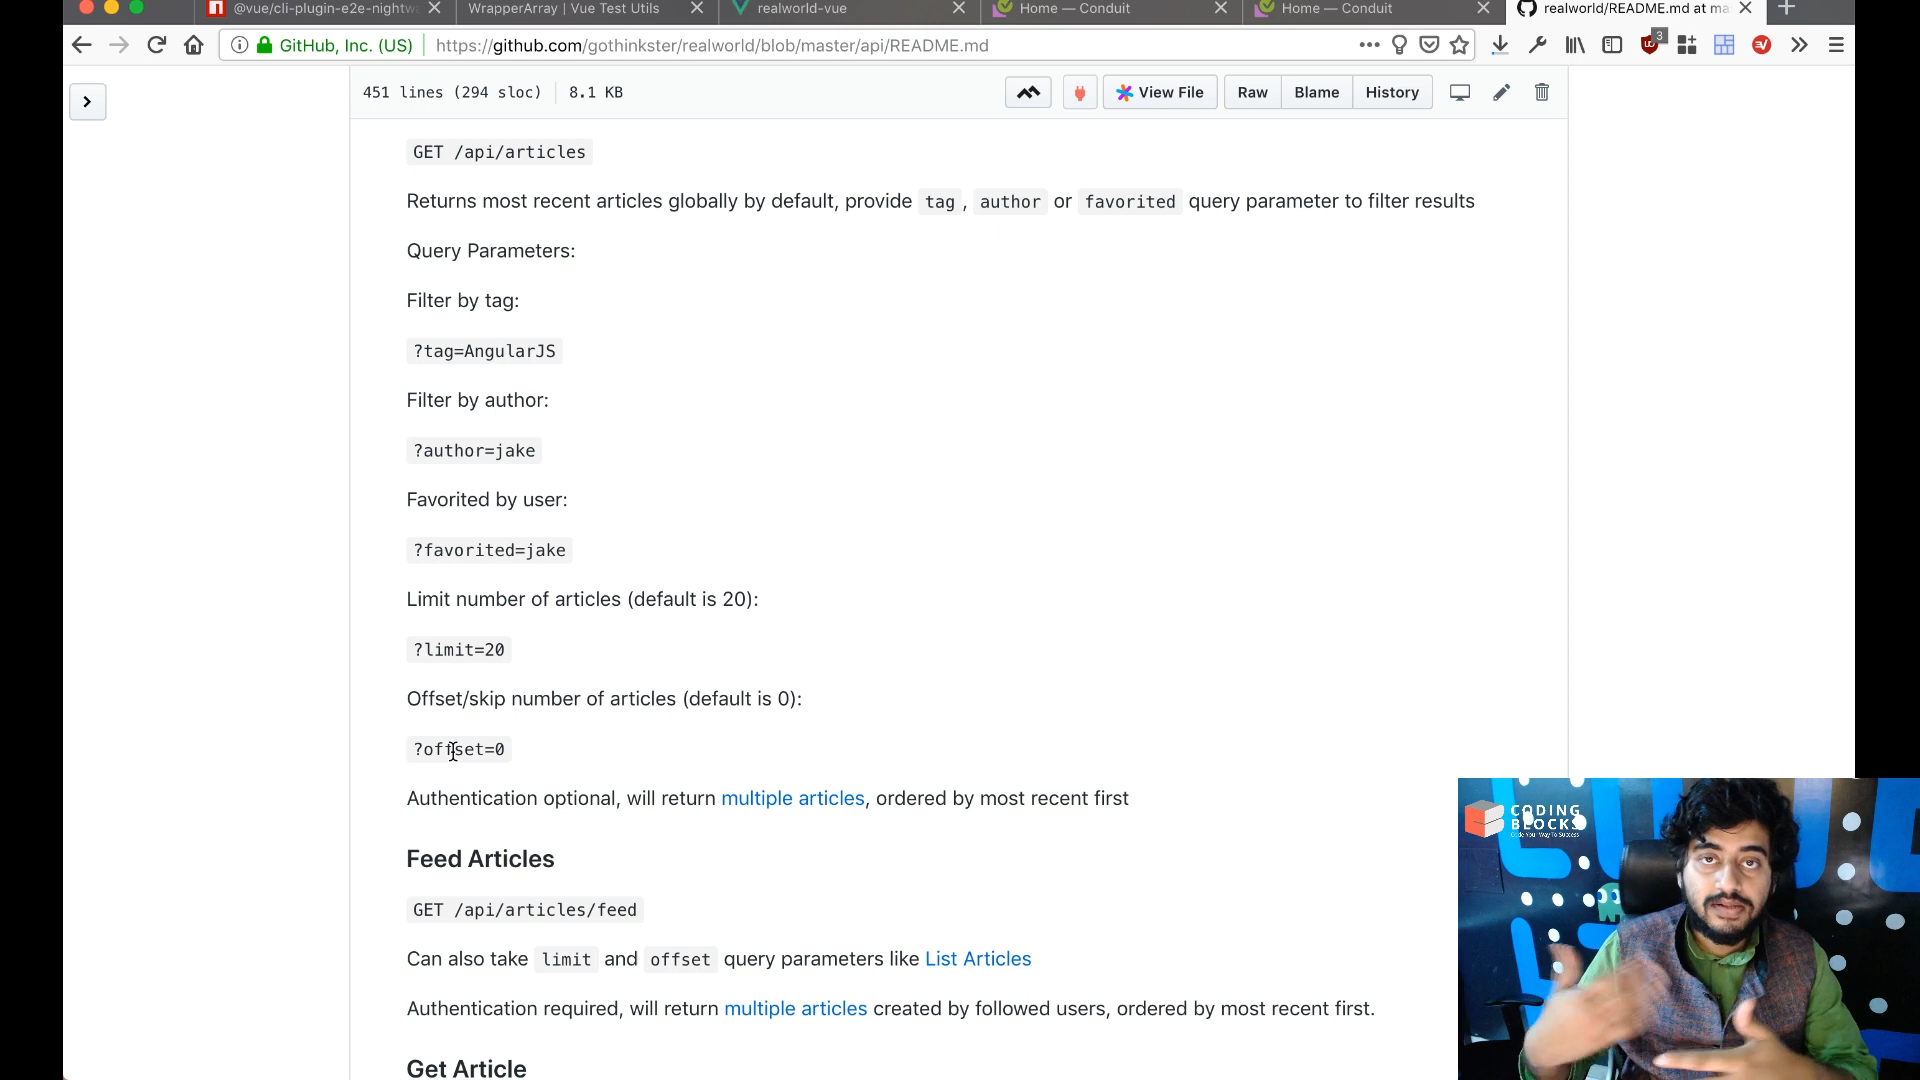 @vue/cli-plugin-e2e-nightw
WrapperArray | Vue Test Utils
realworld-vue
Home — Conduit
Home — Conduit
realworld/README.md at ma
GitHub, Inc. (US)
https://github.com/gothinkster/realworld/blob/master/api/README.md
3
451 lines (294 sloc)
8.1 KB
View File
Raw
Blame
History
GET /api/articles
Returns most recent articles globally by default, provide tag, author or favorited query parameter to filter results
Query Parameters:
Filter by tag:
?tag=AngularJS
Filter by author:
?author=jake
Favorited by user:
?favorited=jake
Limit number of articles (default is 20):
?limit=20
Offset/skip number of articles (default is 0):
?offset=0
Authentication optional, will return multiple articles, ordered by most recent first
Feed Articles
GET /api/articles/feed
Can also take limit and offset query parameters like List Articles
Authentication required, will return multiple articles created by followed users, ordered by most recent first.
Get Article
CODING
BLOCKS
Code Your Way To Success